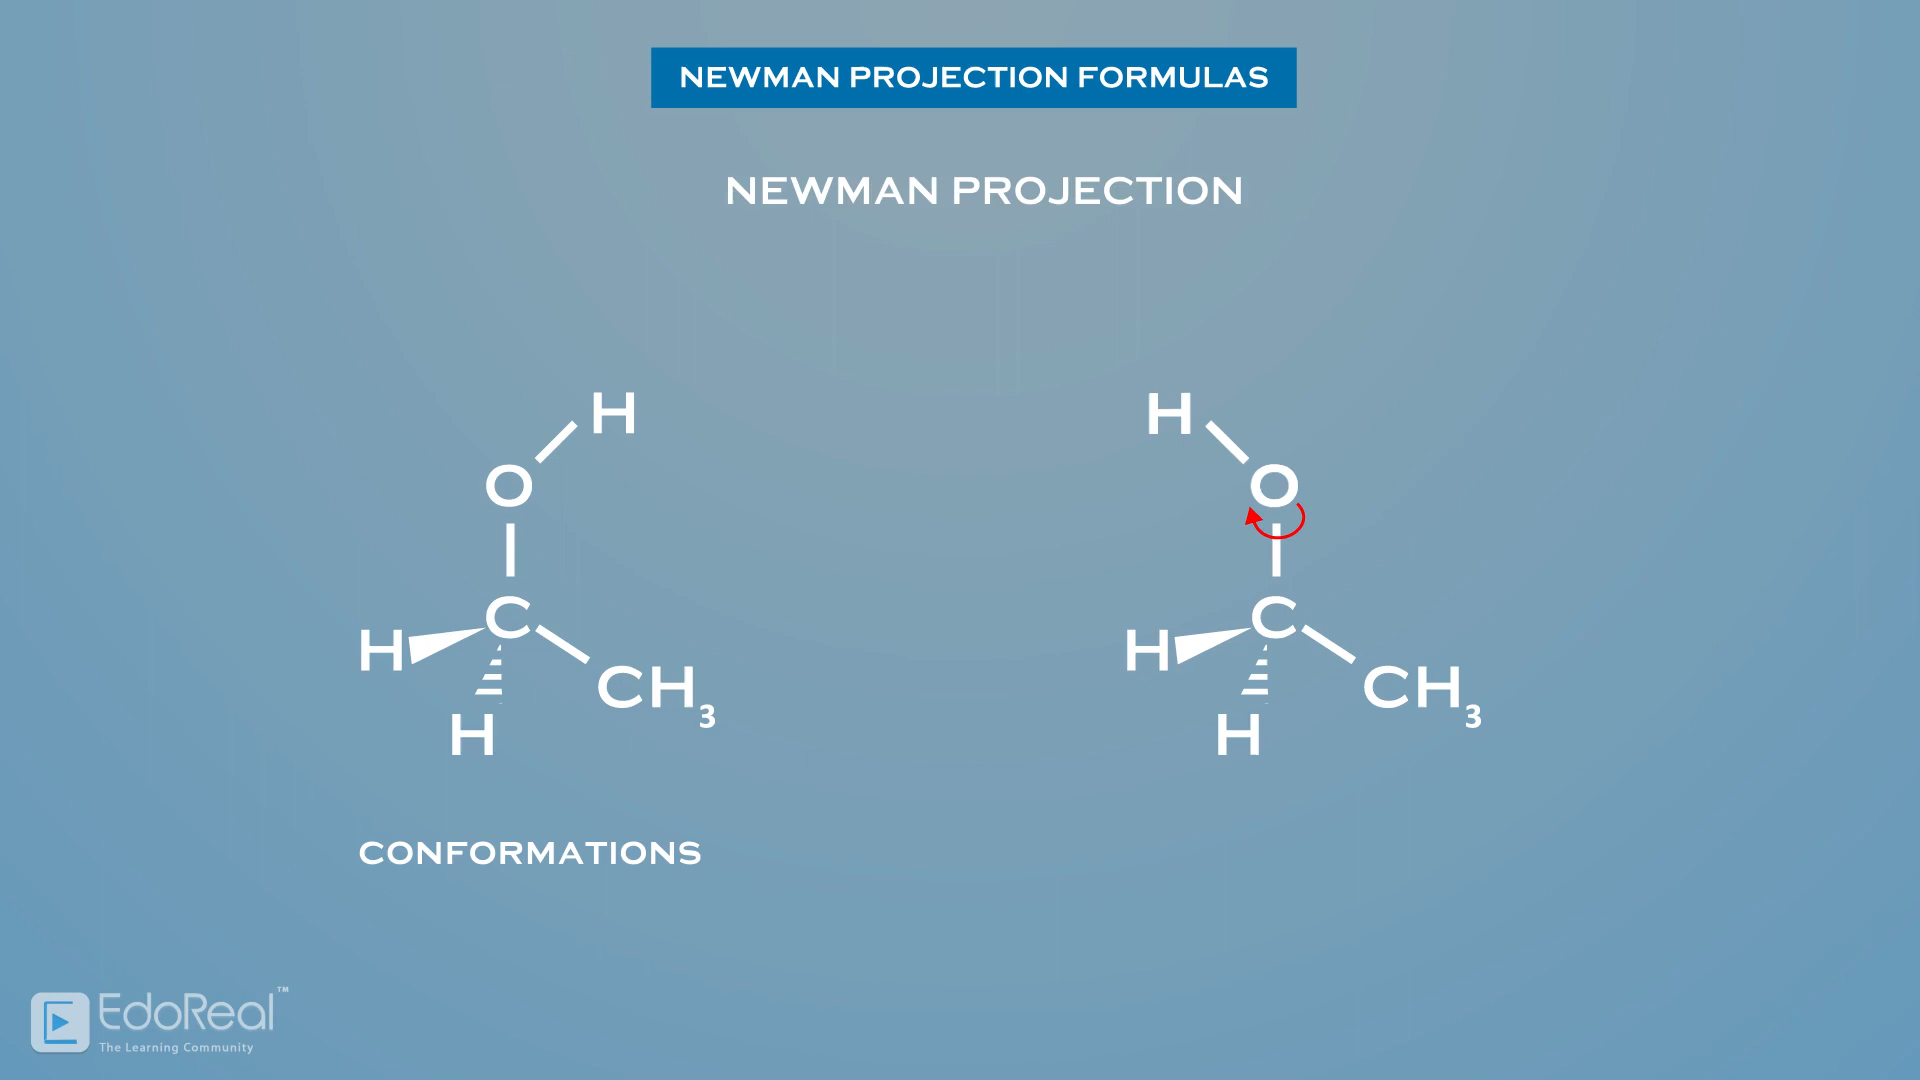 NEWMAN PROJECTION FORMULAS
NEWMAN PROJECTION
H
H
O
O
C
C
H
H
CH3
CH3
H
H
CONFORMATIONS
EdoReal™
The Learning Community